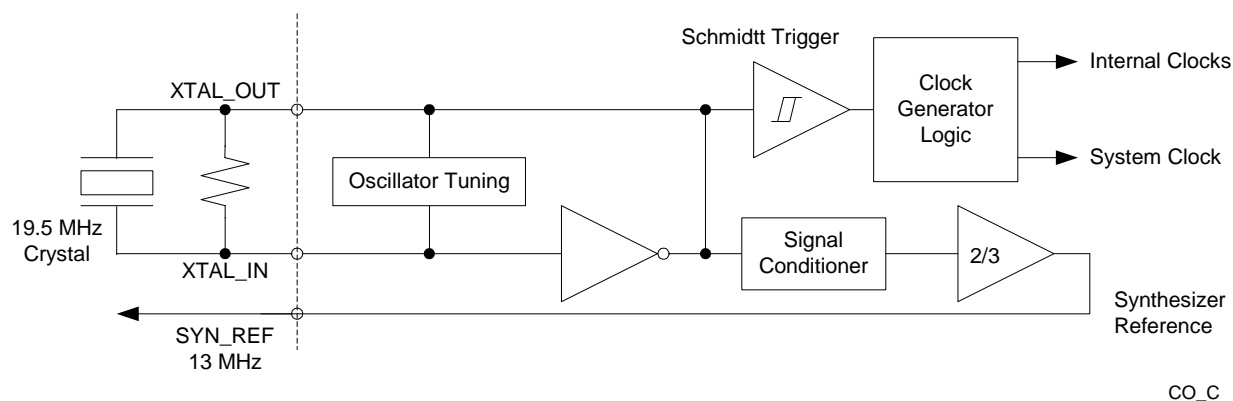 Schmidtt Trigger
XTAL_OUT
Clock
Generator
Logic
Internal Clocks
System Clock
Oscillator Tuning
19.5 MHz
Crystal
XTAL_IN
Signal
Conditioner
2/3
SYN_REF
13 MHz
Synthesizer
Reference
CO_C